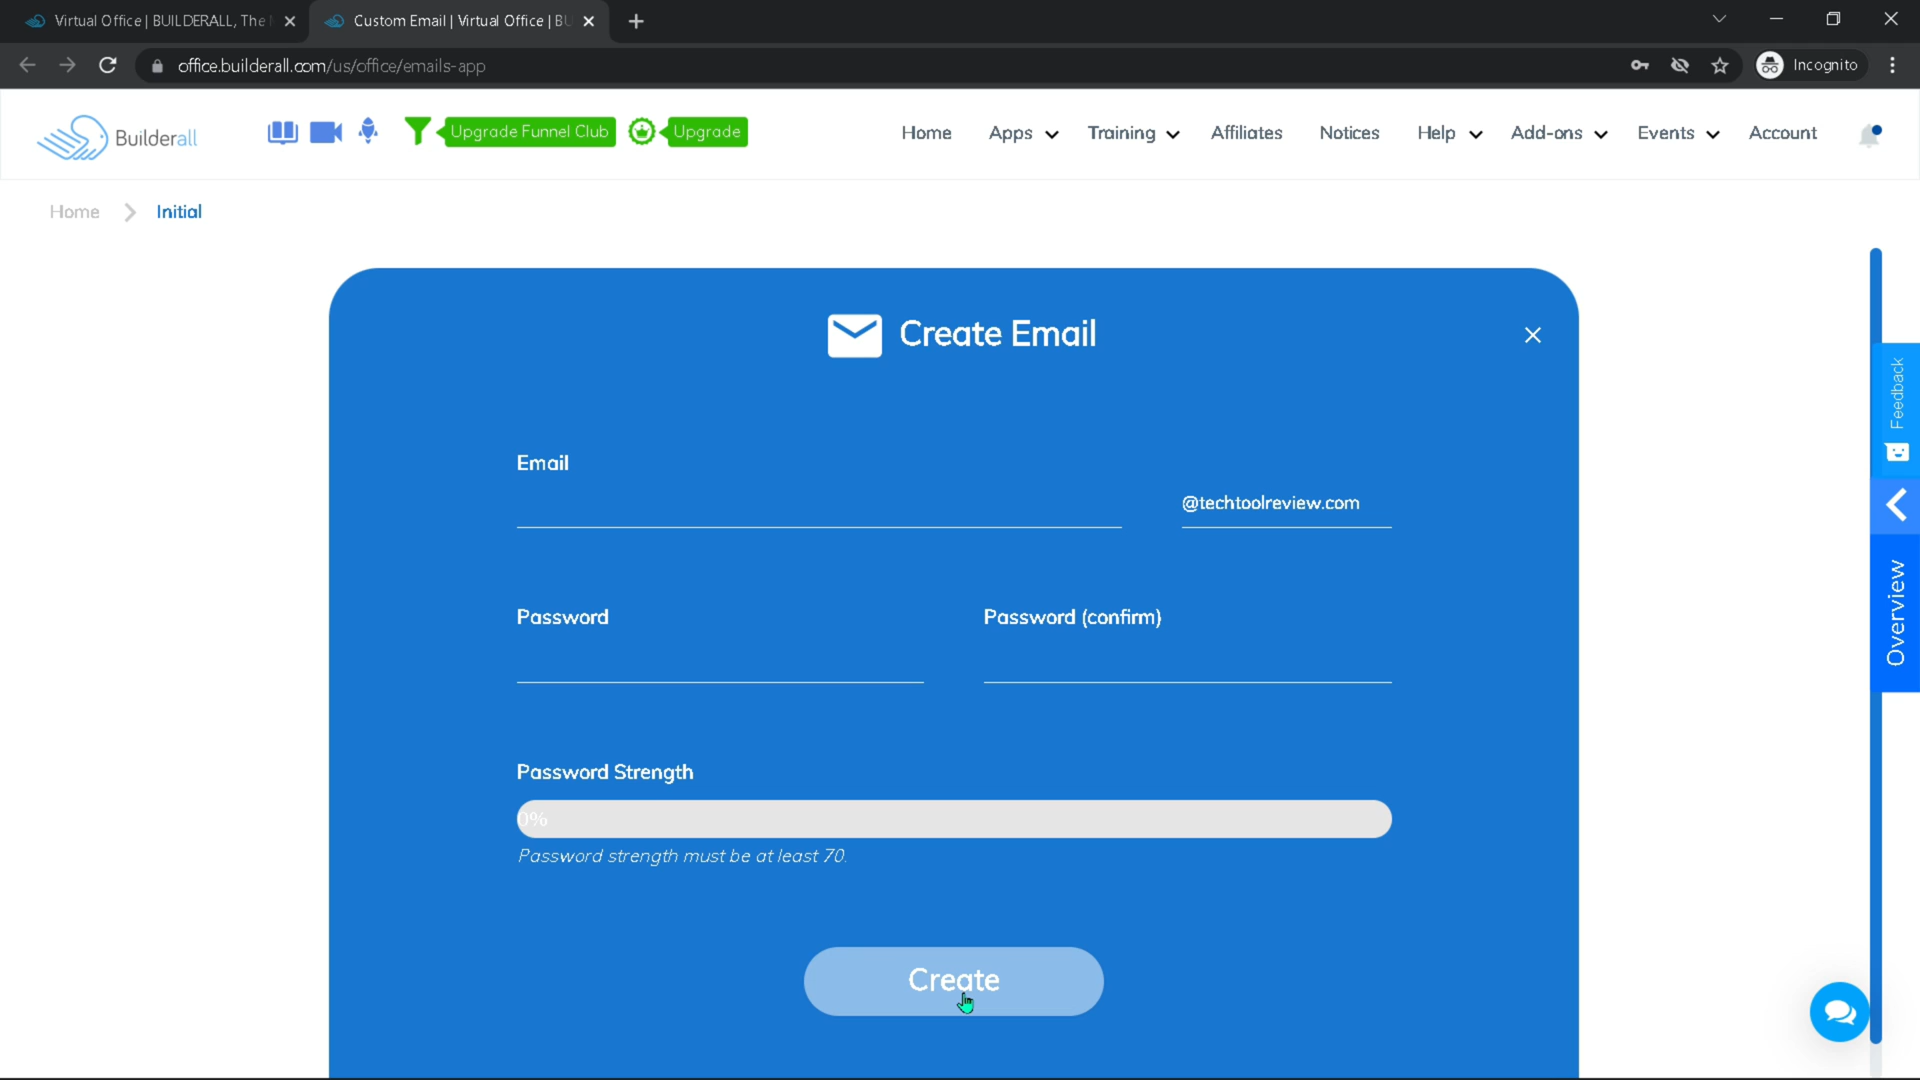 Virtual Office | BUILDERALL, The
Custom Email | Virtual Office | BU
office.builderall.com/us/office/emails-app
Incognito
Builderall
Upgrade Funnel Club
Upgrade
Home
Apps
Training
Affiliates
Notices
Help
Add-ons
Events
Account
Home
Initial
Create Email
Email
@techtoolreview.com
Password
Password (confirm)
Password Strength
0%
Password strength must be at least 70.
Create
Feedback
Overview